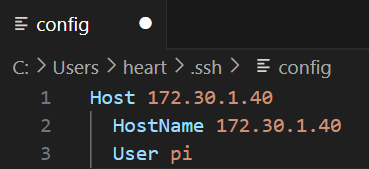 config
C: > Users > heart > .ssh > config
1 Host 172.30.1.40
2 HostName 172.30.1.40
3 User pi